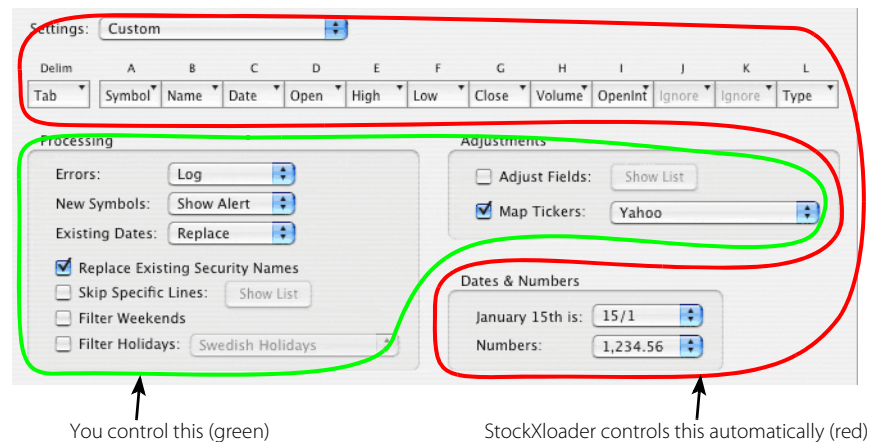 Settings: Custom
Delim A B C D E F G H I J K L
Tab Symbol Name Date Open High Low Close Volume OpenInt Ignore Ignore Type
Processing
Errors: Log
New Symbols: Show Alert
Existing Dates: Replace
Replace Existing Security Names
Skip Specific Lines: Show List
Filter Weekends
Filter Holidays: Swedish Holidays
Adjustments
Adjust Fields: Show List
Map Tickers: Yahoo
Dates & Numbers
January 15th is: 15/1
Numbers: 1,234.56
You control this (green)
StockXloader controls this automatically (red)